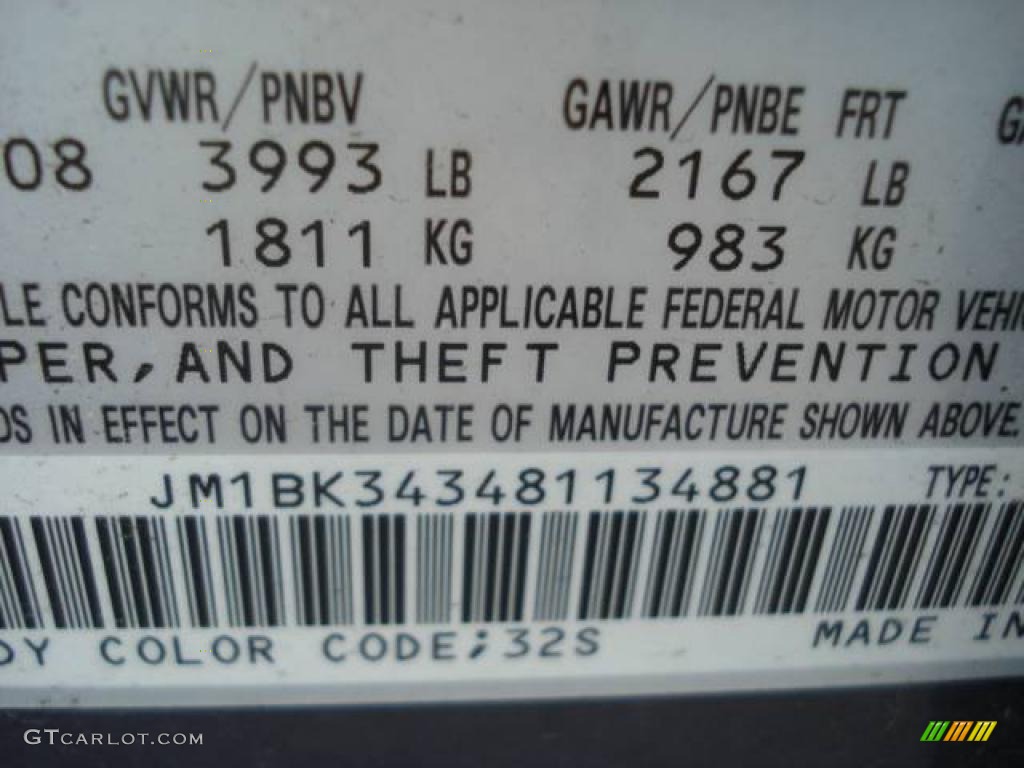 GVWR/PNBV GAWR/PNBE FRT
08 3993 LB 2167 LB
1811 KG 983 KG
LE CONFORMS TO ALL APPLICABLE FEDERAL MOTOR VEHI
PER, AND THEFT PREVENTION
DS IN EFFECT ON THE DATE OF MANUFACTURE SHOWN ABOVE.
JM1BK343481134881 TYPE:
DY COLOR CODE;32S MADE IN
GTCARLOT.COM